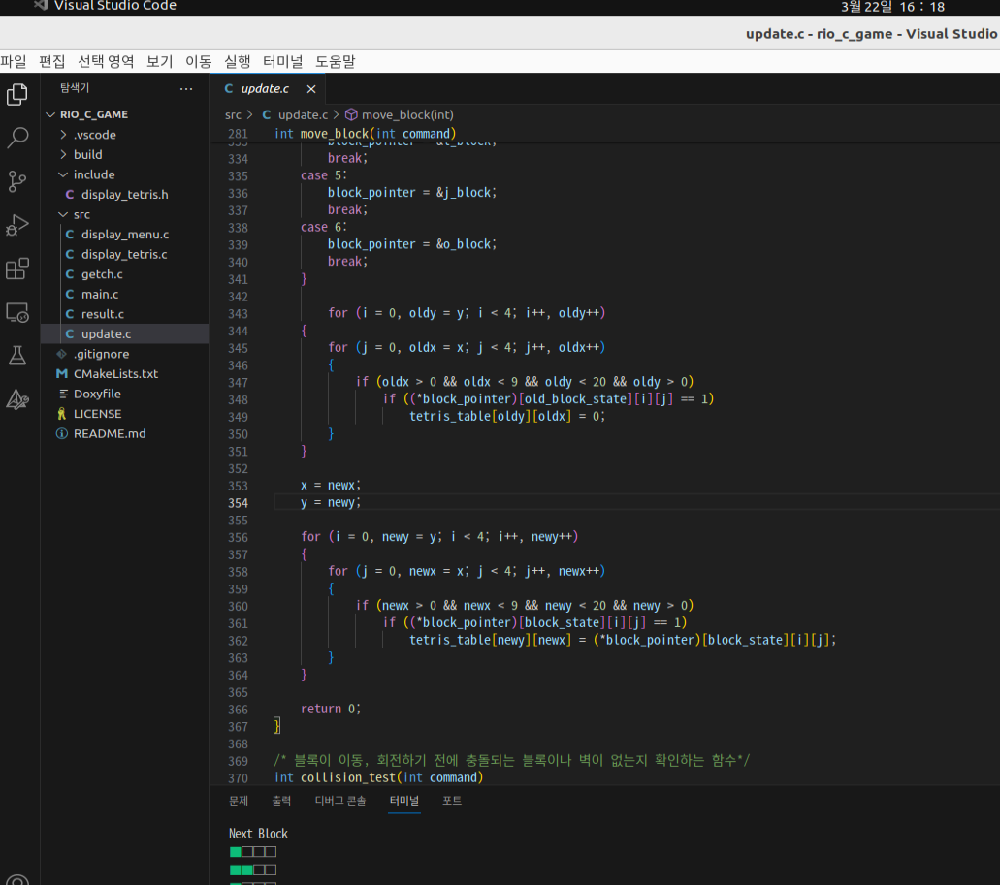 Visual Studio Code
3월 22일 16 : 18
update.c - rio_c_game - Visual Studio
파일 편집 선택 영역 보기 이동 실행 터미널 도움말
탐색기 ...
RIO_C_GAME
.vscode
build
include
display_tetris.h
src
display_menu.c
display_tetris.c
getch.c
main.c
result.c
update.c
.gitignore
CMakeLists.txt
Doxyfile
LICENSE
README.md
C update.c ×
src > C update.c > move_block(int)
281 int move_block(int command)
333 block_pointer = &t_block;
334 break;
335 case 5:
336 block_pointer = &j_block;
337 break;
338 case 6:
339 block_pointer = &o_block;
340 break;
341 }
342
343 for (i = 0, oldy = y; i < 4; i++, oldy++)
344 {
345 for (j = 0, oldx = x; j < 4; j++, oldx++)
346 {
347 if (oldx > 0 && oldx < 9 && oldy < 20 && oldy > 0)
348 if ((*block_pointer)[old_block_state][i][j] == 1)
349 tetris_table[oldy][oldx] = 0;
350 }
351 }
352
353 x = newx;
354 y = newy;
355
356 for (i = 0, newy = y; i < 4; i++, newy++)
357 {
358 for (j = 0, newx = x; j < 4; j++, newx++)
359 {
360 if (newx > 0 && newx < 9 && newy < 20 && newy > 0)
361 if ((*block_pointer)[block_state][i][j] == 1)
362 tetris_table[newy][newx] = (*block_pointer)[block_state][i][j];
363 }
364 }
365
366 return 0;
367 }
368
369 /* 블록이 이동, 회전하기 전에 충돌되는 블록이나 벽이 없는지 확인하는 함수*/
370 int collision_test(int command)
문제 출력 디버그 콘솔 터미널 포트
Next Block
■□□□
■■□□